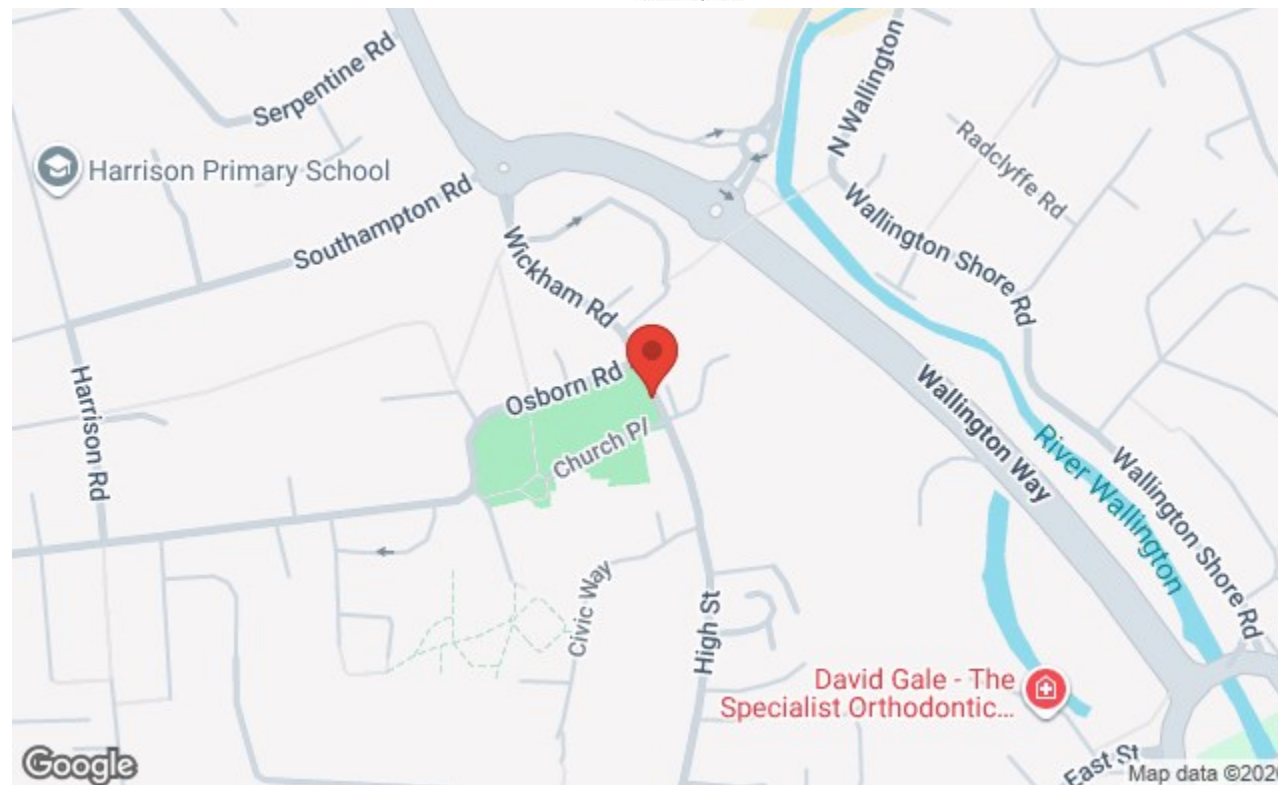 Serpentine Rd
N Wallington
Radclyffe Rd
Harrison Primary School
Southampton Rd
Wallington Shore Rd
Wickham Rd
Osborn Rd
Harrison Rd
Church Pl
Wallington Way
River Wallington
Wallington Shore Rd
Civic Way
High St
David Gale - The
Specialist Orthodontic...
East St
Google
Map data ©202